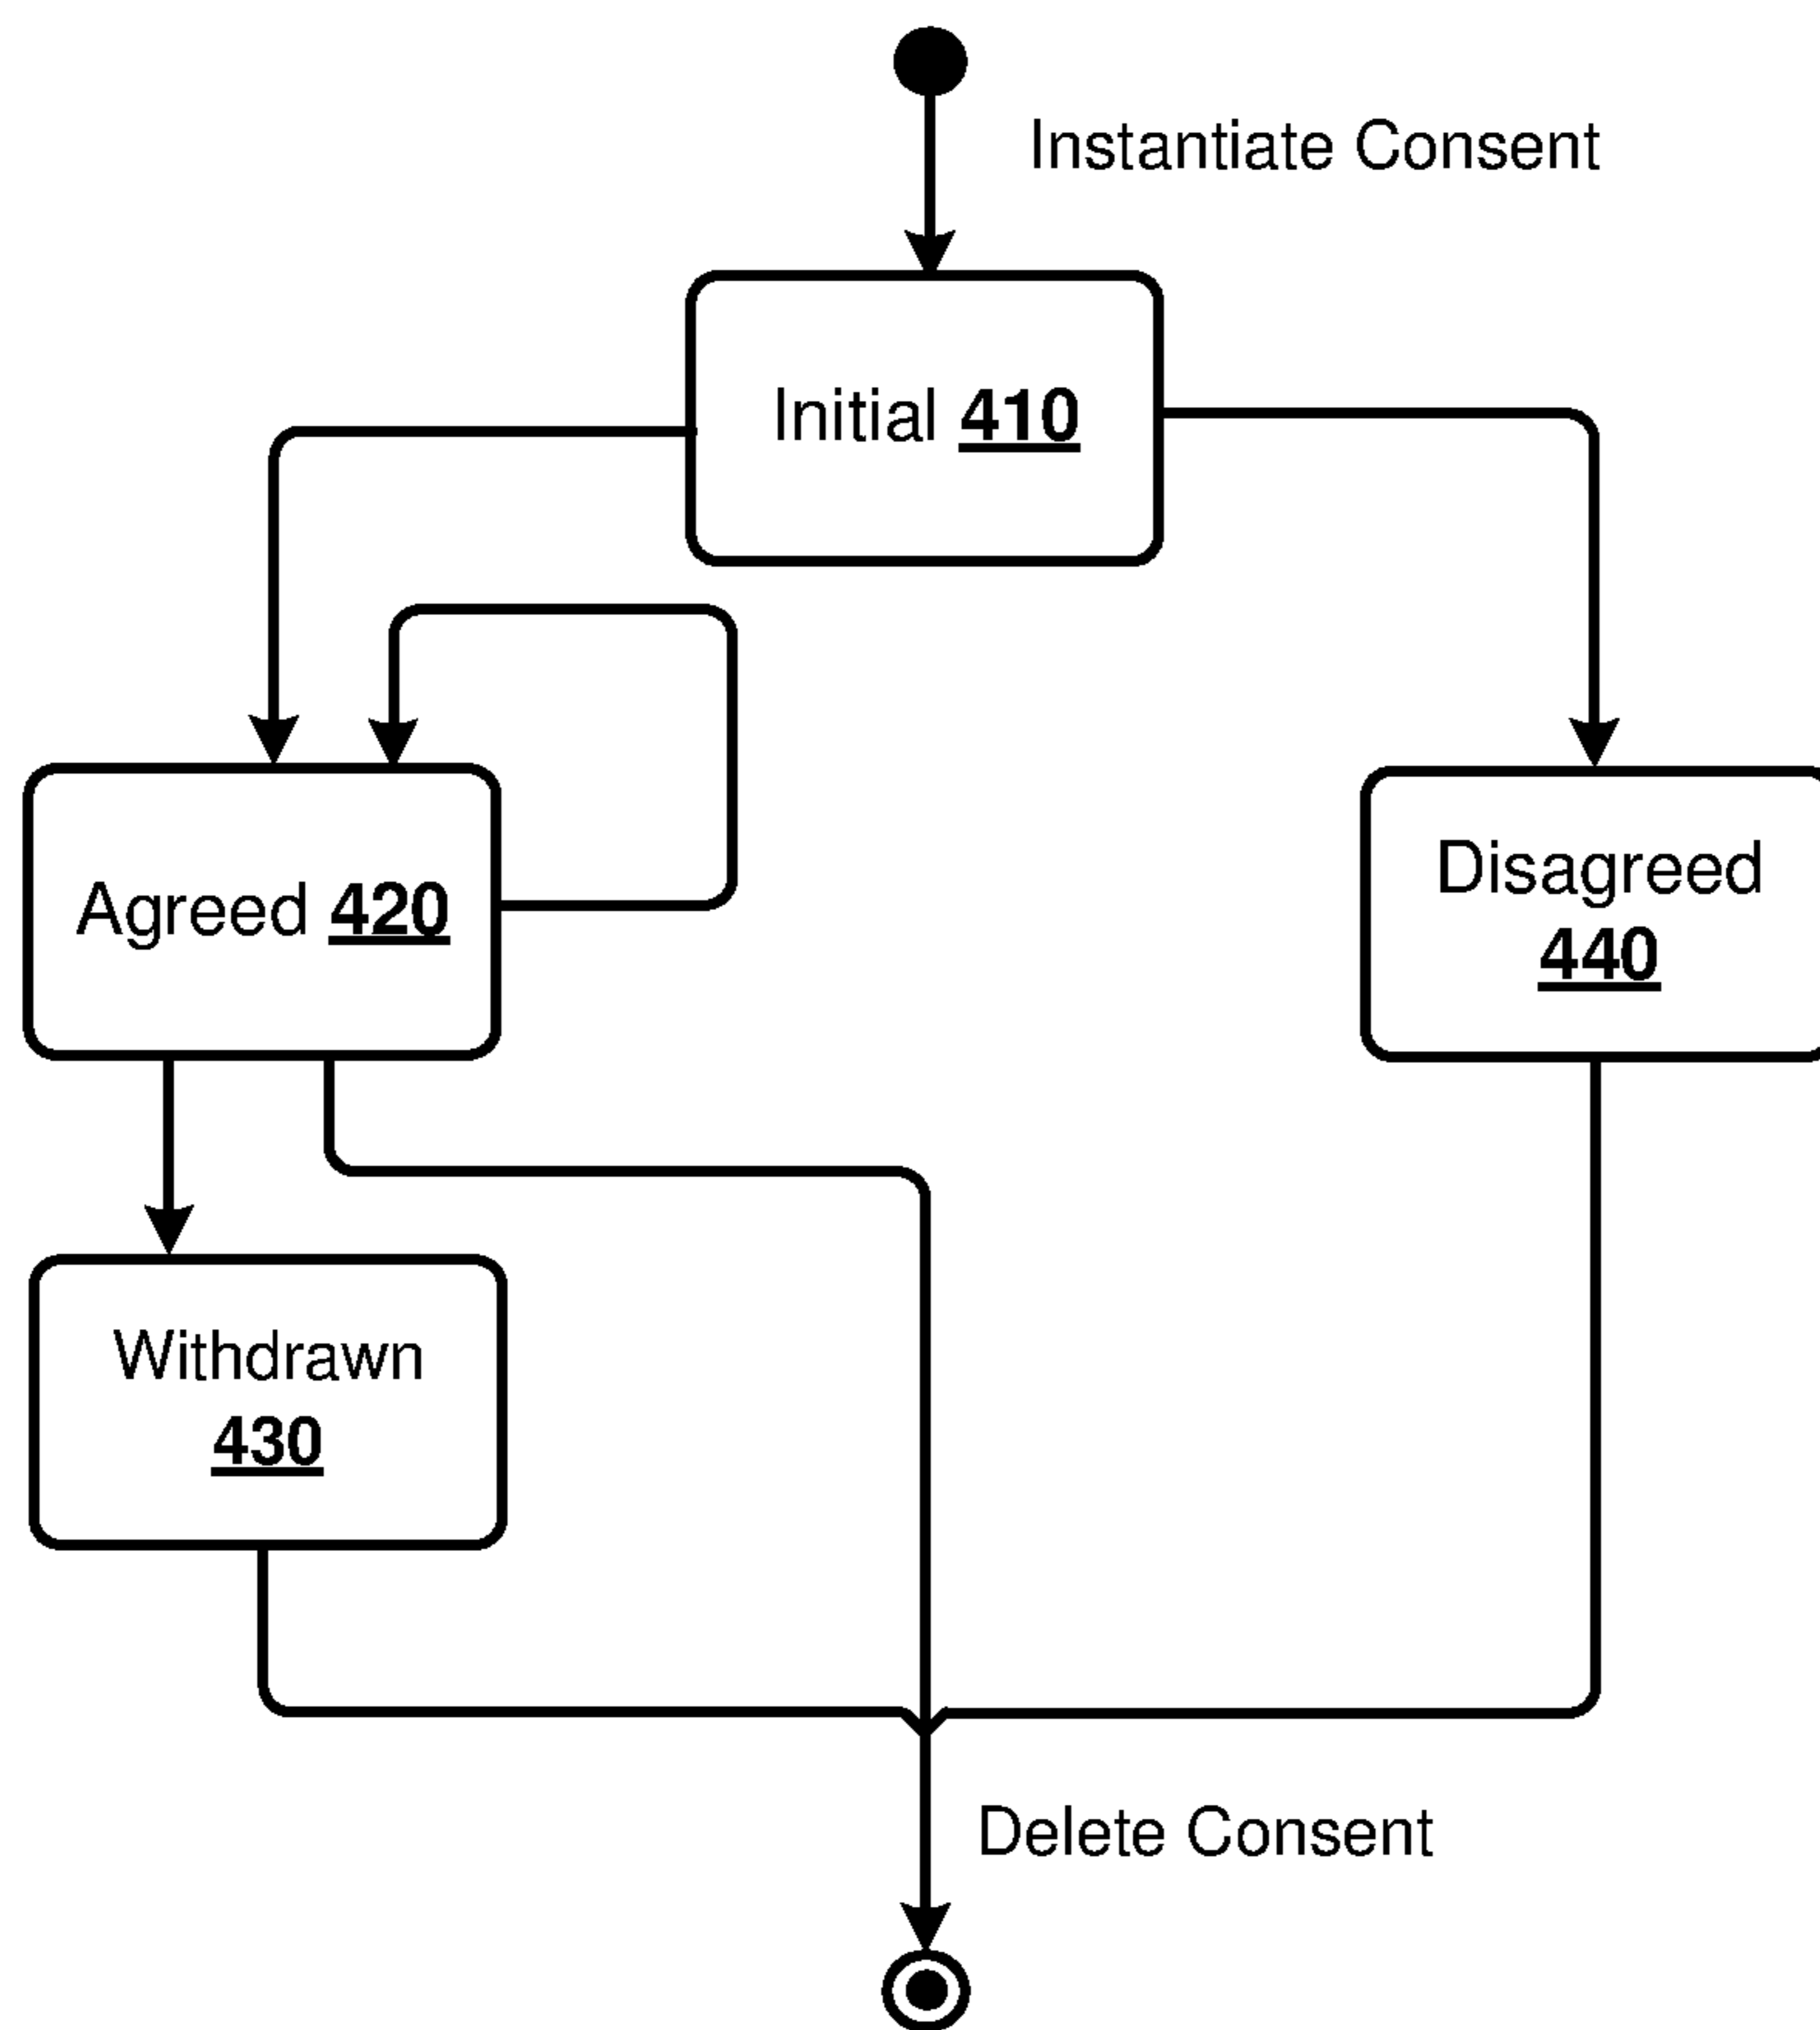 Instantiate Consent
Initial 410
Agreed 420
Disagreed
440
Withdrawn
430
Delete Consent